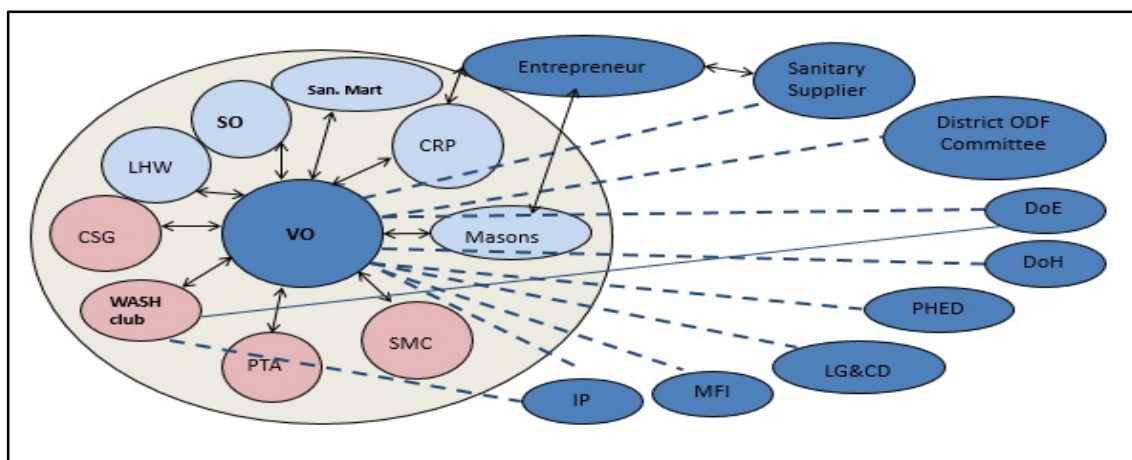 Entrepreneur
Sanitary
Supplier
San. Mart
SO
CRP
District ODF
Committee
LHW
DoE
CSG
VO
Masons
DoH
WASH
club
PHED
SMC
PTA
LG&CD
MFI
IP